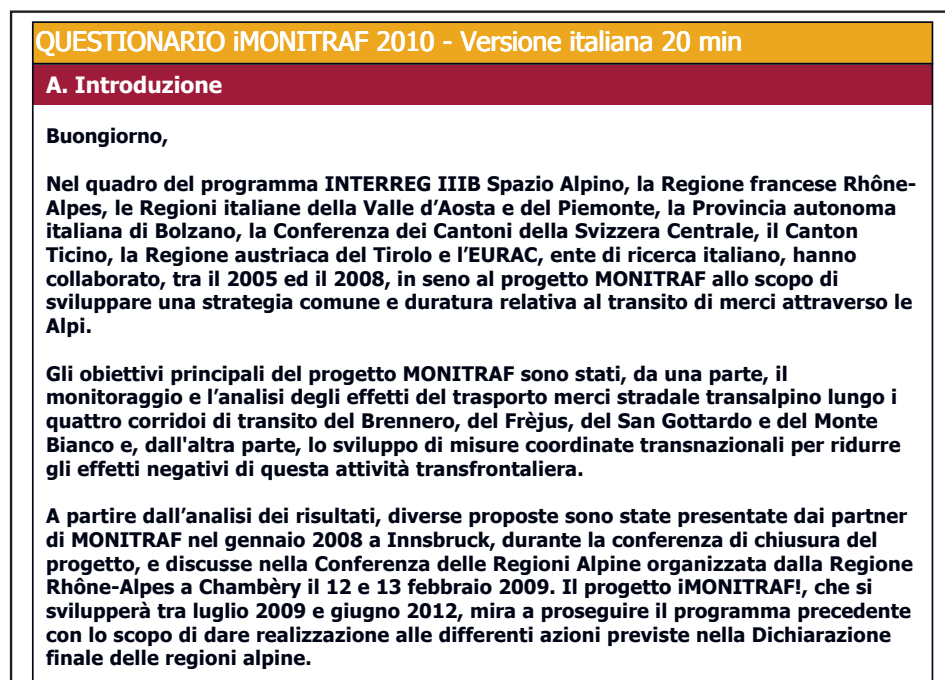 QUESTIONARIO iMONITRAF 2010 - Versione italiana 20 min
A. Introduzione
Buongiorno,
Nel quadro del programma INTERREG IIIB Spazio Alpino, la Regione francese Rhône-
Alpes, le Regioni italiane della Valle d’Aosta e del Piemonte, la Provincia autonoma
italiana di Bolzano, la Conferenza dei Cantoni della Svizzera Centrale, il Canton
Ticino, la Regione austriaca del Tirolo e l’EURAC, ente di ricerca italiano, hanno
collaborato, tra il 2005 ed il 2008, in seno al progetto MONITRAF allo scopo di
sviluppare una strategia comune e duratura relativa al transito di merci attraverso le
Alpi.
Gli obiettivi principali del progetto MONITRAF sono stati, da una parte, il
monitoraggio e l’analisi degli effetti del trasporto merci stradale transalpino lungo i
quattro corridoi di transito del Brennero, del Frèjus, del San Gottardo e del Monte
Bianco e, dall'altra parte, lo sviluppo di misure coordinate transnazionali per ridurre
gli effetti negativi di questa attività transfrontaliera.
A partire dall’analisi dei risultati, diverse proposte sono state presentate dai partner
di MONITRAF nel gennaio 2008 a Innsbruck, durante la conferenza di chiusura del
progetto, e discusse nella Conferenza delle Regioni Alpine organizzata dalla Regione
Rhône-Alpes a Chambèry il 12 e 13 febbraio 2009. Il progetto iMONITRAF!, che si
svilupperà tra luglio 2009 e giugno 2012, mira a proseguire il programma precedente
con lo scopo di dare realizzazione alle differenti azioni previste nella Dichiarazione
finale delle regioni alpine.